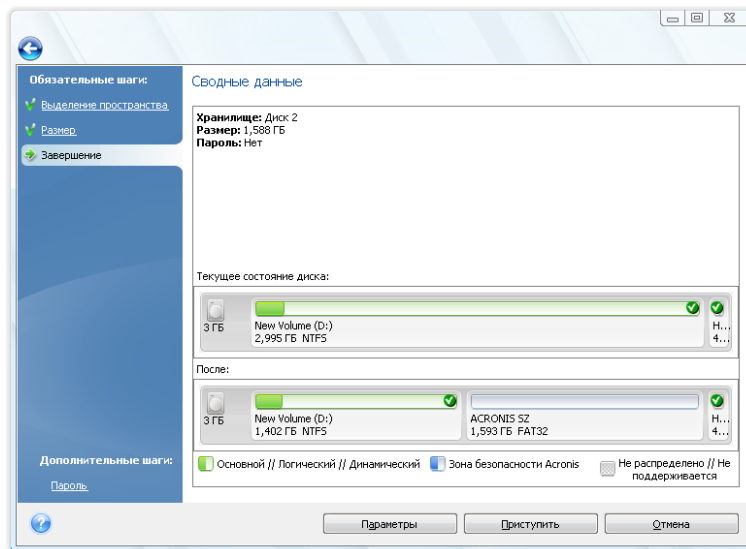 Обязательные шаги:
Выделение пространства
Размер
Завершение
Дополнительные шаги:
Пароль
Сводные данные
Хранилище: Диск 2
Размер: 1,588 ГБ
Пароль: Нет
Текущее состояние диска:
3 ГБ
New Volume (D:)
2,995 ГБ NTFS
Н...
4...
После:
3 ГБ
New Volume (D:)
1,402 ГБ NTFS
ACRONIS SZ
1,593 ГБ FAT32
Н...
4...
Основной // Логический // Динамический
Зона безопасности Acronis
Не распределено // Не
поддерживается
Параметры
Приступить
Отмена